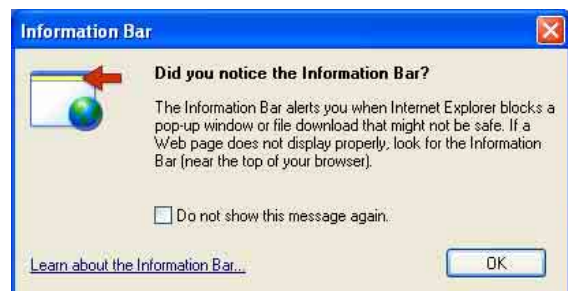 Information Bar
Did you notice the Information Bar?
The Information Bar alerts you when Internet Explorer blocks a
pop-up window or file download that might not be safe. If a
Web page does not display properly, look for the Information
Bar (near the top of your browser).
Do not show this message again.
Learn about the Information Bar...
OK